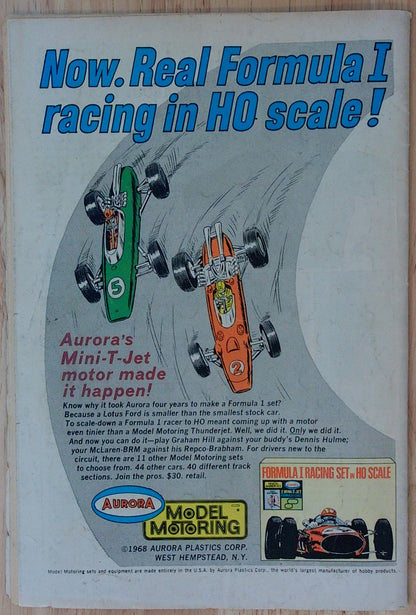 Now. Real Formula I
racing in HO scale!
5
2
Aurora's
Mini-T-Jet
motor made
it happen!
Know why it took Aurora four years to make a Formula 1 set?
Because a Lotus Ford is smaller than the smallest stock car.
To scale-down a Formula 1 racer to HO meant coming up with a motor
even tinier than a Model Motoring Thunderjet. Well, we did it. Only we did it.
And now you can do it—play Graham Hill against your buddy's Dennis Hulme;
your McLaren-BRM against his Repco-Brabham. For drivers new to the
circuit, there are 11 other Model Motoring sets
to choose from. 44 other cars. 40 different track
sections. Join the pros. $30. retail.
FORMULA I RACING SET IN HO SCALE
AURORA
MODEL
MOTORING
©1968 AURORA PLASTICS CORP.
WEST HEMPSTEAD, N.Y.
Model Motoring sets and equipment are made entirely in the U.S.A. by Aurora Plastics Corp., the world's largest manufacturer of hobby products.